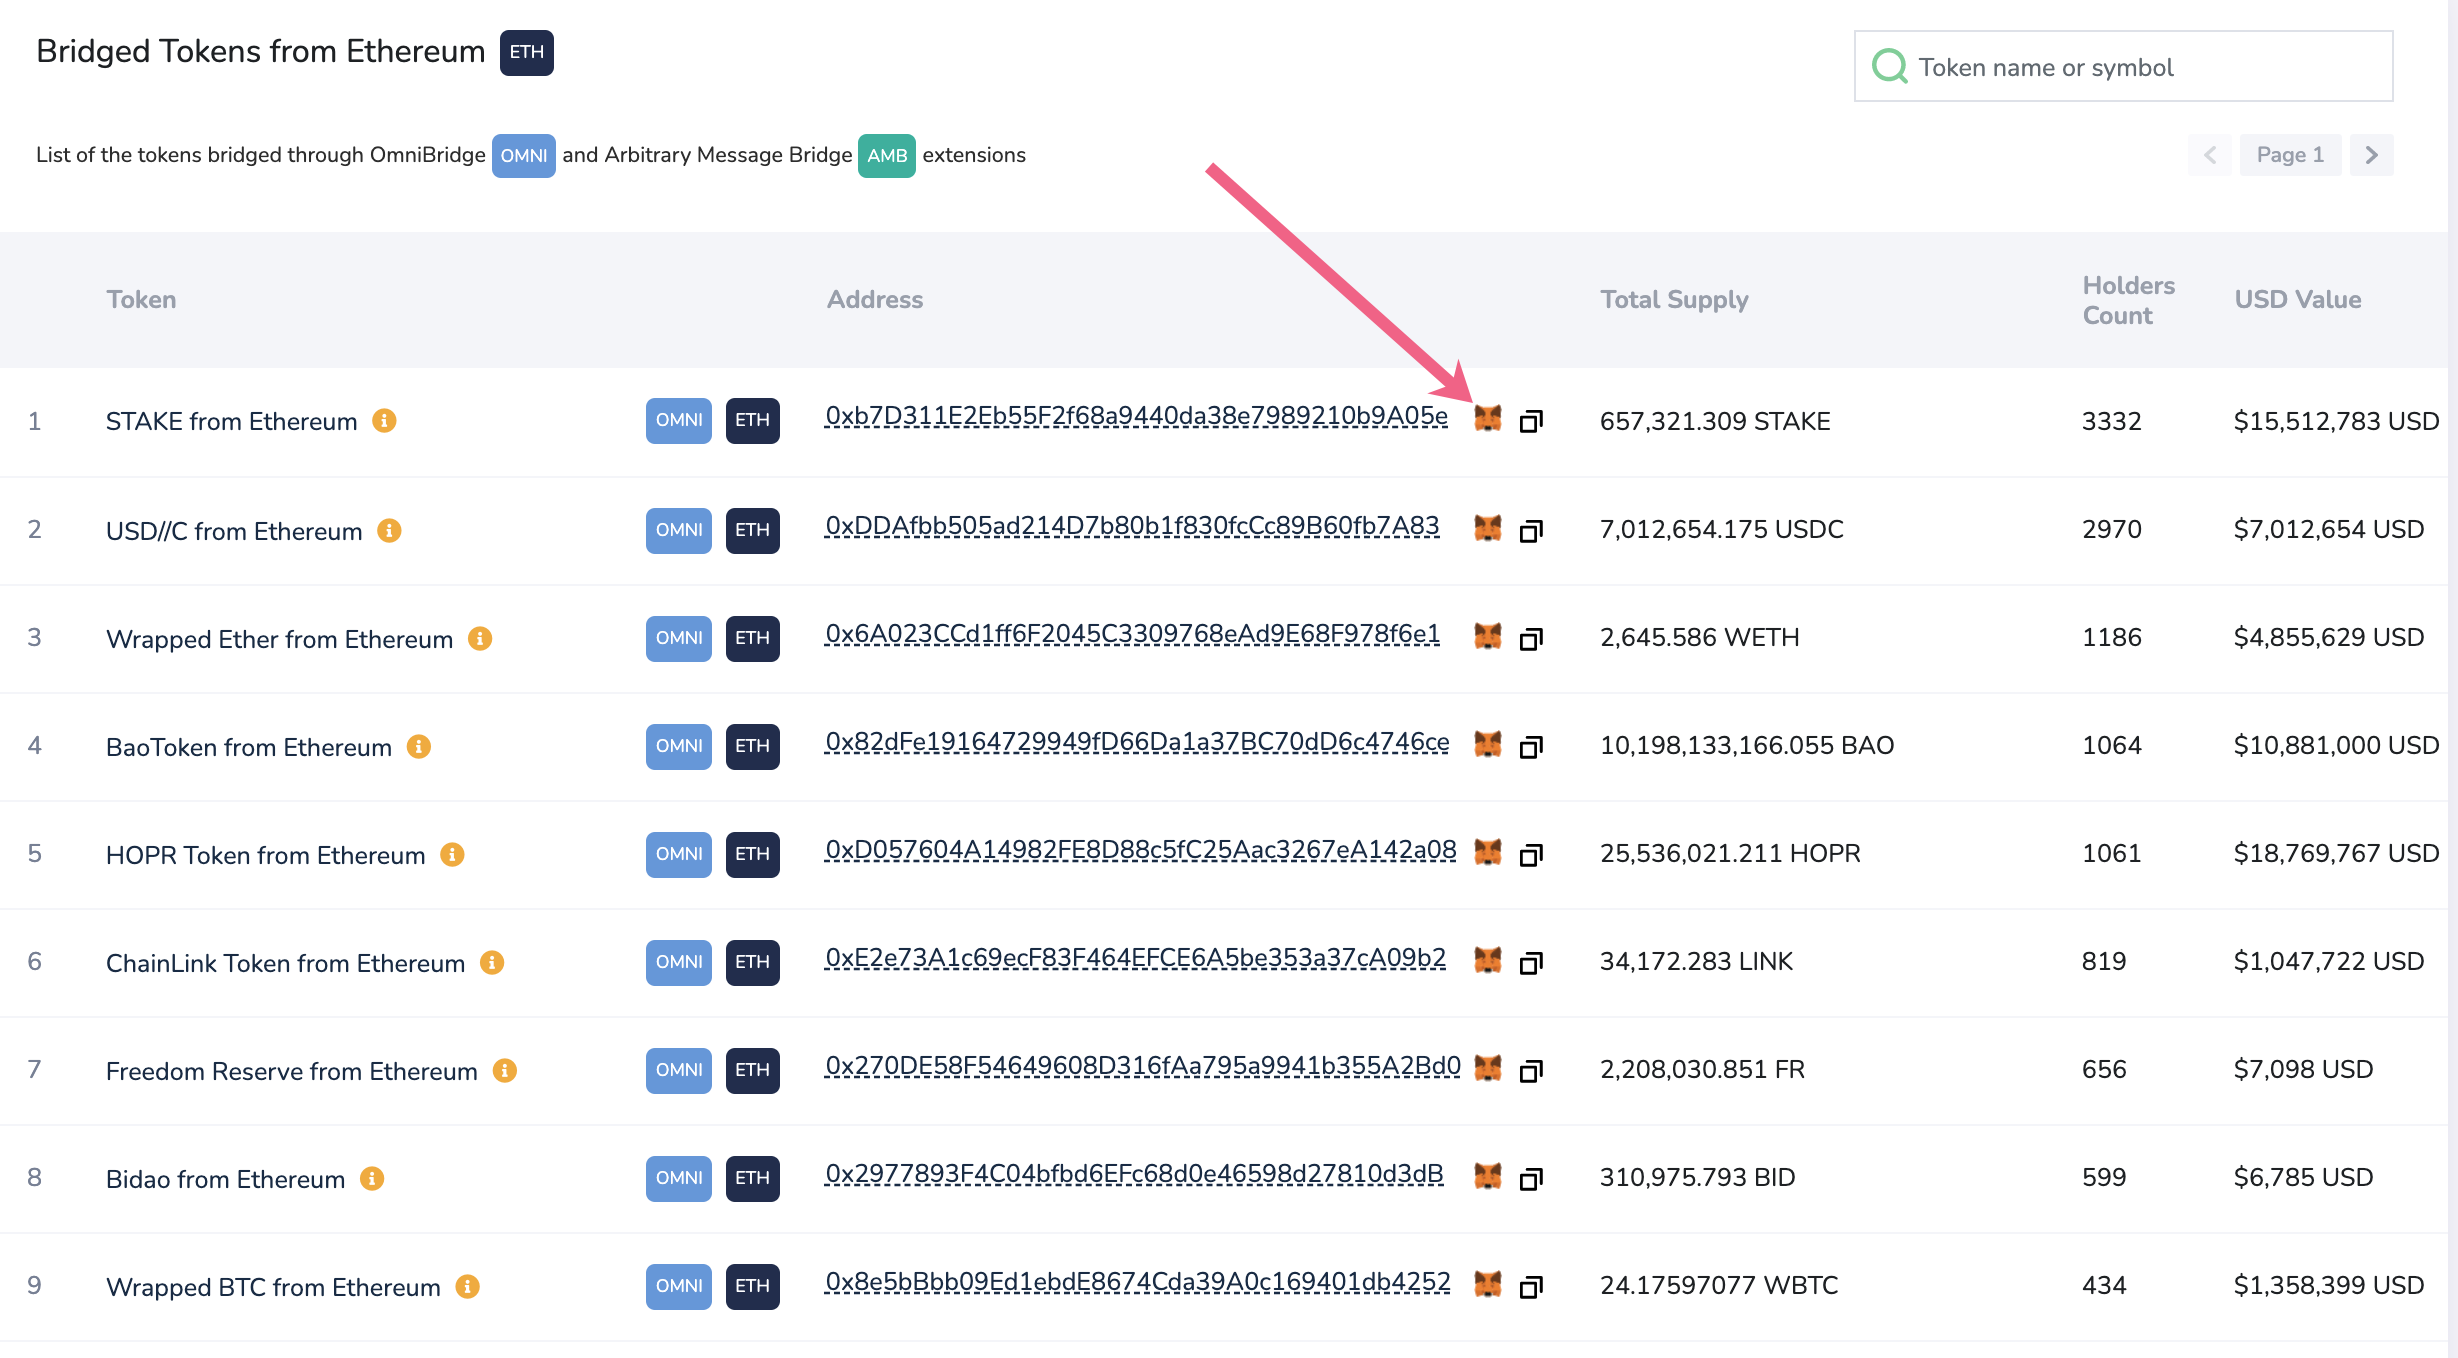 Bridged Tokens from Ethereum ETH
Token name or symbol
List of the tokens bridged through OmniBridge OMNI and Arbitrary Message Bridge AMB extensions
Page 1
Token Address Total Supply Holders Count USD Value
1 STAKE from Ethereum OMNI ETH 0xb7D311E2Eb55F2f68a9440da38e7989210b9A05e 657,321.309 STAKE 3332 $15,512,783 USD
2 USD//C from Ethereum OMNI ETH 0xDDAfbb505ad214D7b80b1f830fcCc89B60fb7A83 7,012,654.175 USDC 2970 $7,012,654 USD
3 Wrapped Ether from Ethereum OMNI ETH 0x6A023CCd1ff6F2045C3309768eAd9E68F978f6e1 2,645.586 WETH 1186 $4,855,629 USD
4 BaoToken from Ethereum OMNI ETH 0x82dFe19164729949fD66Da1a37BC70dD6c4746ce 10,198,133,166.055 BAO 1064 $10,881,000 USD
5 HOPR Token from Ethereum OMNI ETH 0xD057604A14982FE8D88c5fC25Aac3267eA142a08 25,536,021.211 HOPR 1061 $18,769,767 USD
6 ChainLink Token from Ethereum OMNI ETH 0xE2e73A1c69ecF83F464EFCE6A5be353a37cA09b2 34,172.283 LINK 819 $1,047,722 USD
7 Freedom Reserve from Ethereum OMNI ETH 0x270DE58F54649608D316fAa795a9941b355A2Bd0 2,208,030.851 FR 656 $7,098 USD
8 Bidao from Ethereum OMNI ETH 0x2977893F4C04bfbd6EFc68d0e46598d27810d3dB 310,975.793 BID 599 $6,785 USD
9 Wrapped BTC from Ethereum OMNI ETH 0x8e5bBbb09Ed1ebdE8674Cda39A0c169401db4252 24.17597077 WBTC 434 $1,358,399 USD